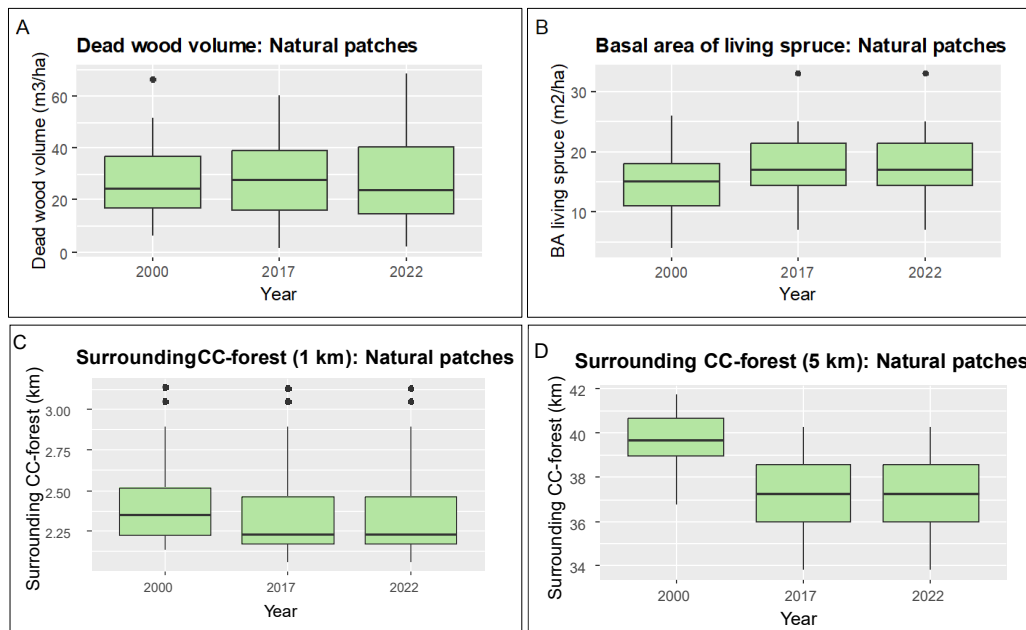 A
Dead wood volume: Natural patches
Dead wood volume (m3/ha)
60
40
20
0
2000 2017 2022
Year
B
Basal area of living spruce: Natural patches
BA living spruce (m2/ha)
30
20
10
2000 2017 2022
Year
C
SurroundingCC-forest (1 km): Natural patches
Surrounding CC-forest (km)
3.00
2.75
2.50
2.25
2000 2017 2022
Year
D
Surrounding CC-forest (5 km): Natural patches
Surrounding CC-forest (km)
42
40
38
36
34
2000 2017 2022
Year